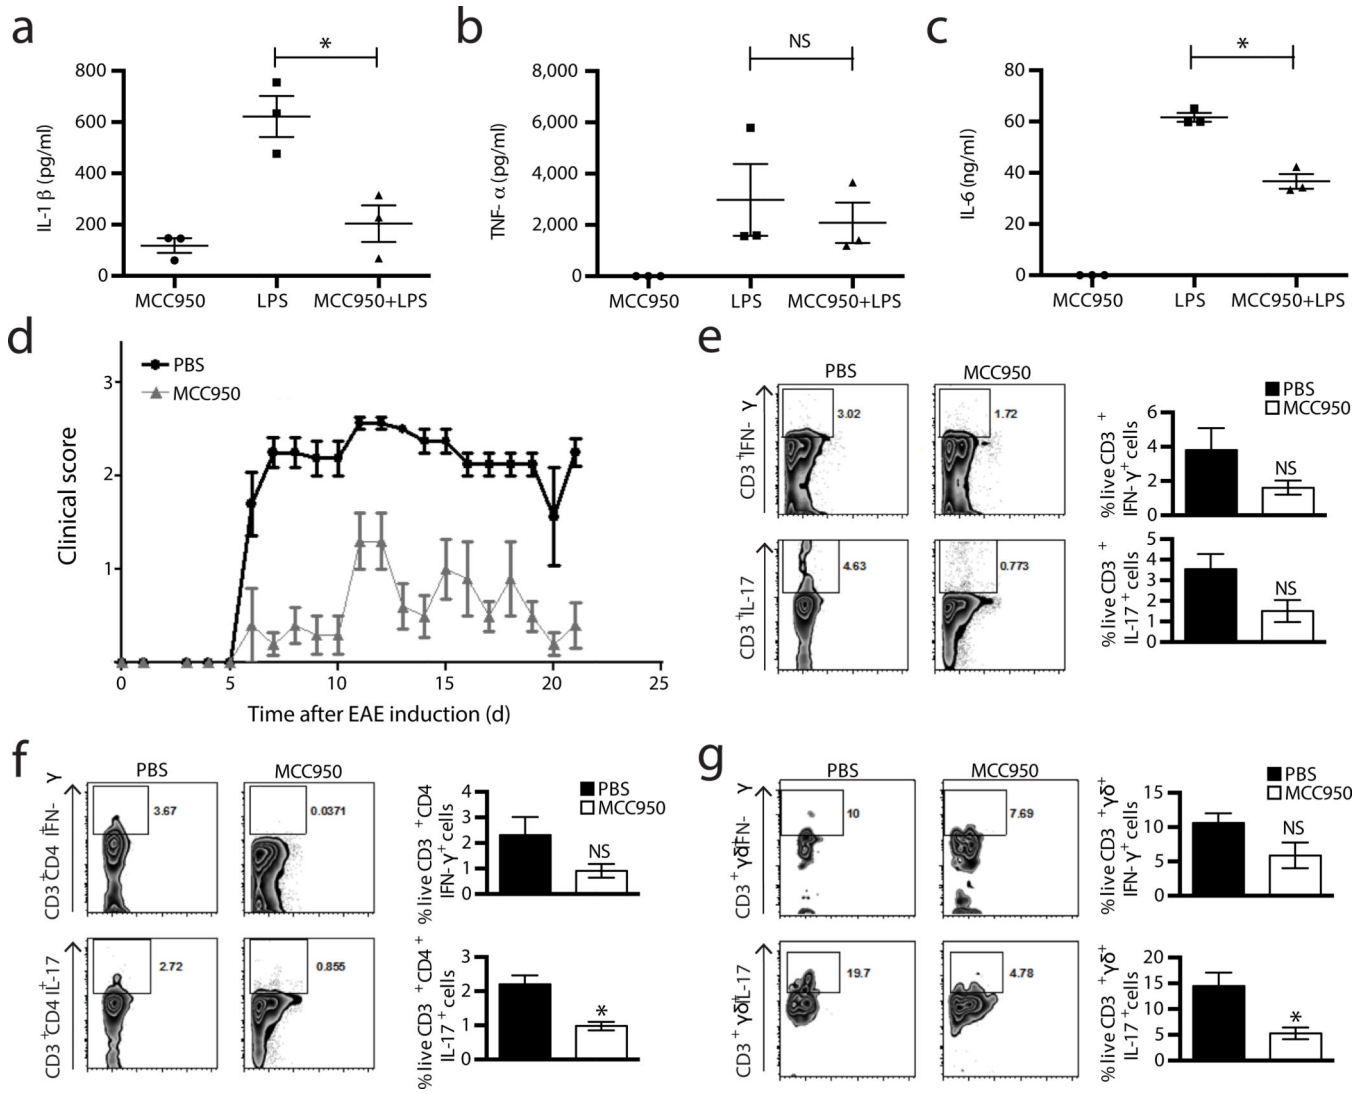 a
IL-1 β (pg/ml)
800
600
400
200
0
*
MCC950 LPS MCC950+LPS
b
TNF- α (pg/ml)
8,000
6,000
4,000
2,000
0
NS
MCC950 LPS MCC950+LPS
c
IL-6 (ng/ml)
80
60
40
20
0
*
MCC950 LPS MCC950+LPS
d
Clinical score
3
2
1
PBS
MCC950
0 5 10 15 20 25
Time after EAE induction (d)
e
PBS MCC950
CD3 +IFN- γ
3.02
1.72
CD3 +IL-17
4.63
0.773
PBS
MCC950
% live CD3 +
IFN- γ+ cells
6
4
2
0
NS
% live CD3 +
IL-17 + cells
5
4
3
2
1
0
NS
f
PBS MCC950
CD3 +CD4 +IFN- γ
3.67
0.0371
CD3 +CD4 +IL-17
2.72
0.855
PBS
MCC950
% live CD3 +CD4
IFN- γ+ cells
4
3
2
1
0
NS
% live CD3 +CD4 +
IL-17 + cells
3
2
1
0
*
g
PBS MCC950
CD3 + γδ+IFN- γ
10
7.69
CD3 + γδ+IL-17
19.7
4.78
PBS
MCC950
% live CD3 +γδ+
IFN- γ+ cells
15
10
5
0
NS
% live CD3 +γδ+
IL-17 + cells
20
15
10
5
0
*